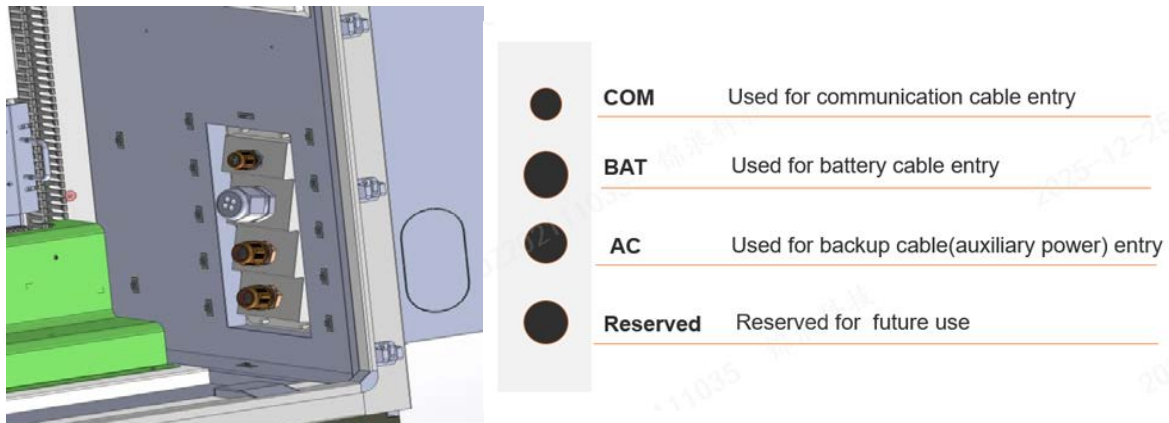 COM Used for communication cable entry
BAT Used for battery cable entry
AC Used for backup cable(auxiliary power) entry
Reserved Reserved for future use